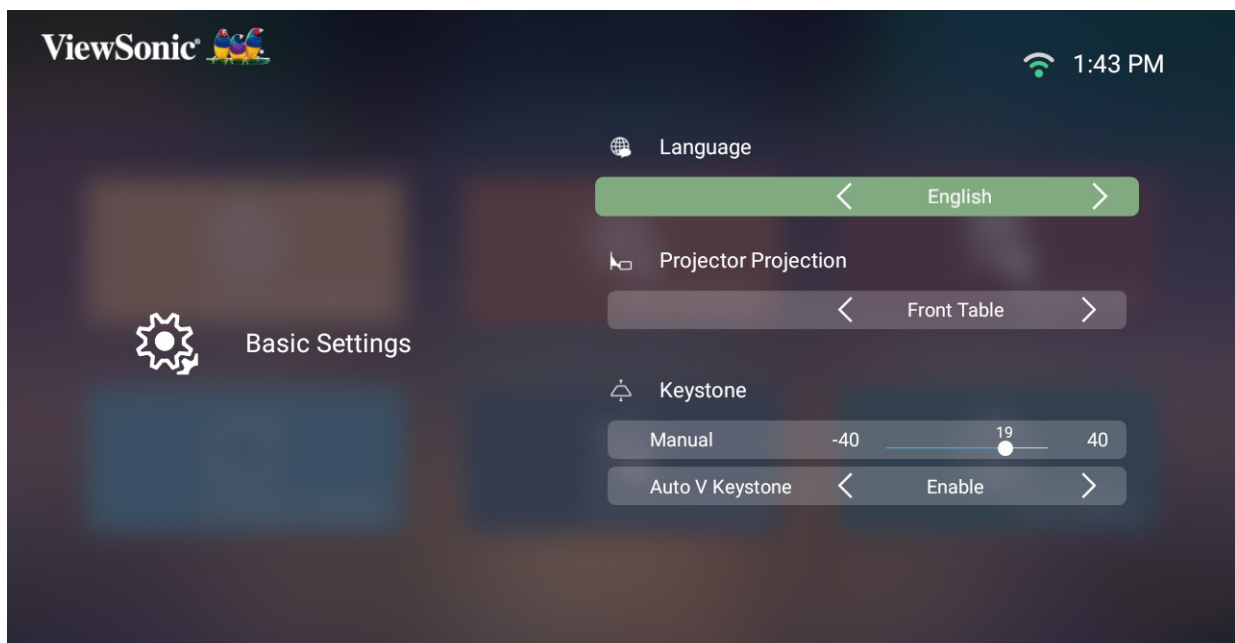 ViewSonic
1:43 PM
Language
English
Projector Projection
Front Table
Basic Settings
Keystone
Manual -40 19 40
Auto V Keystone Enable